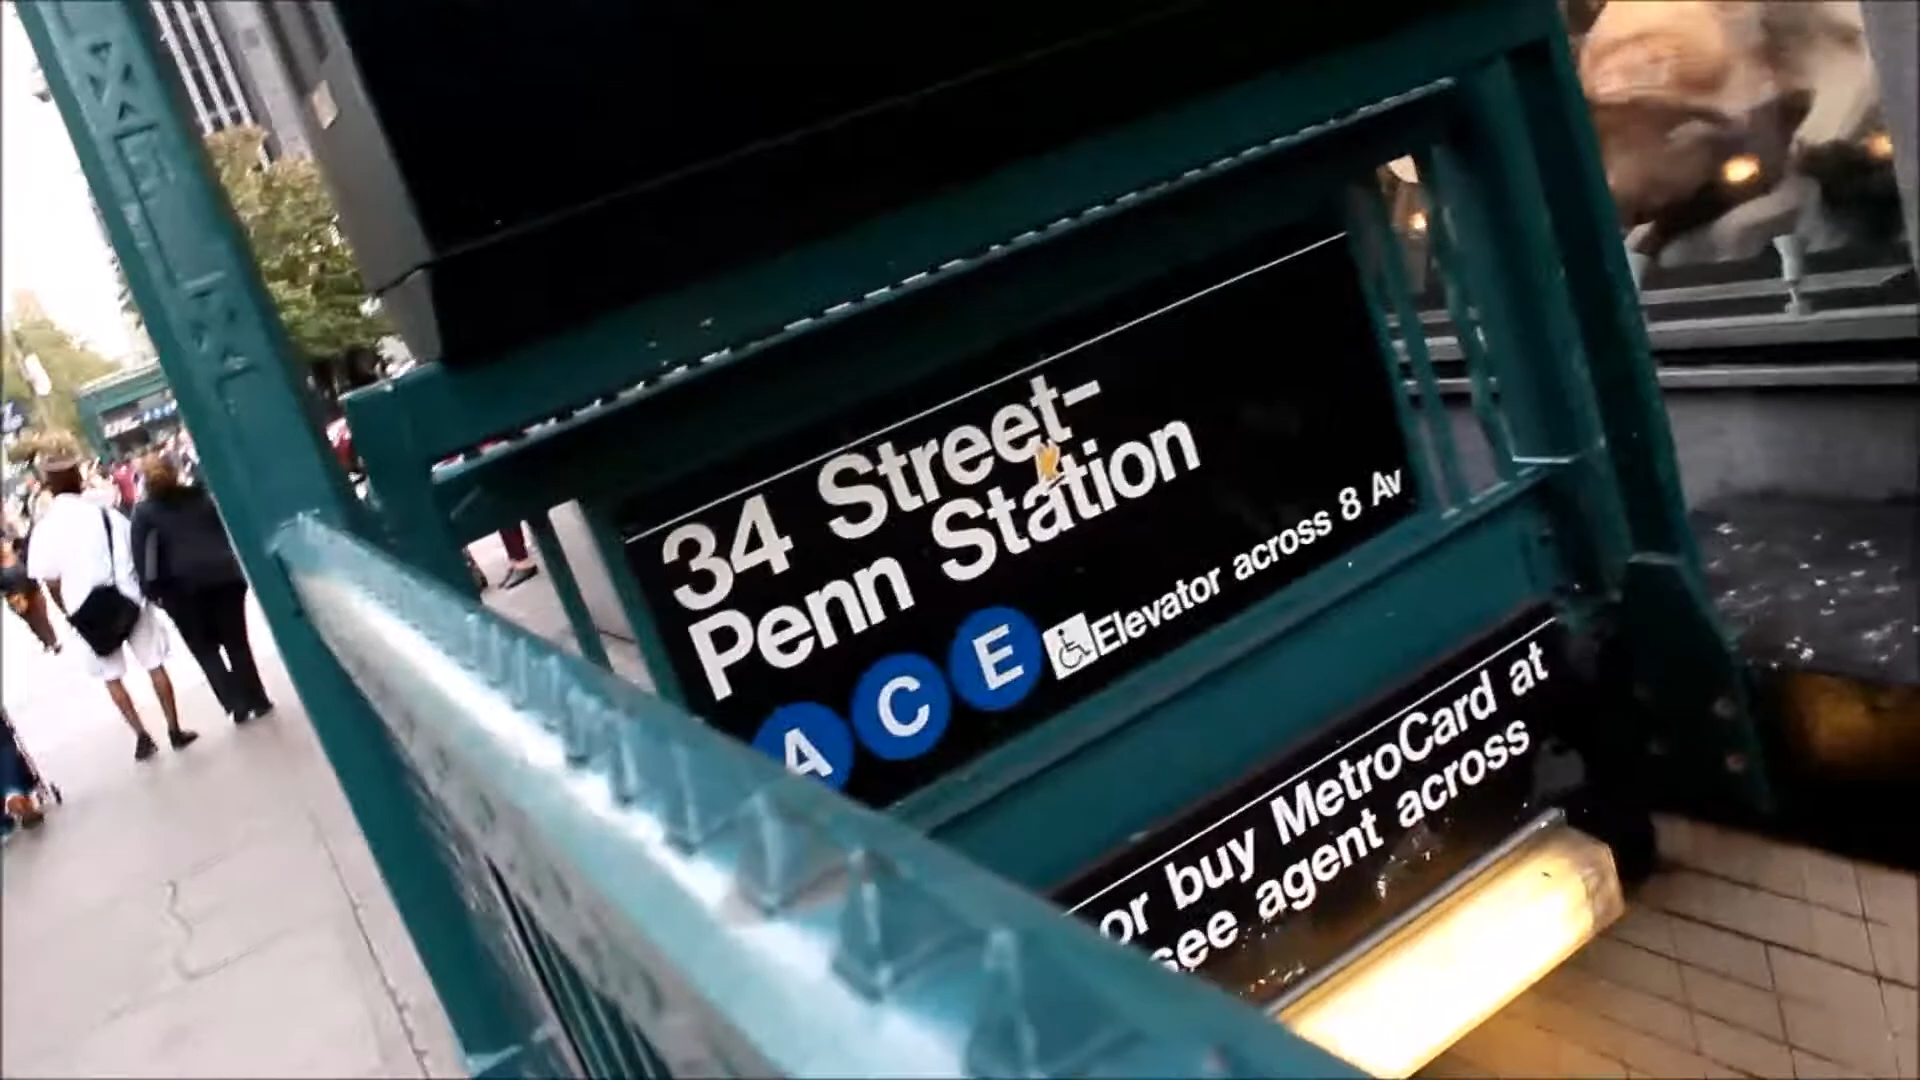 34 Street-
Penn Station
A C E Elevator across 8 Av
or buy MetroCard at
see agent across